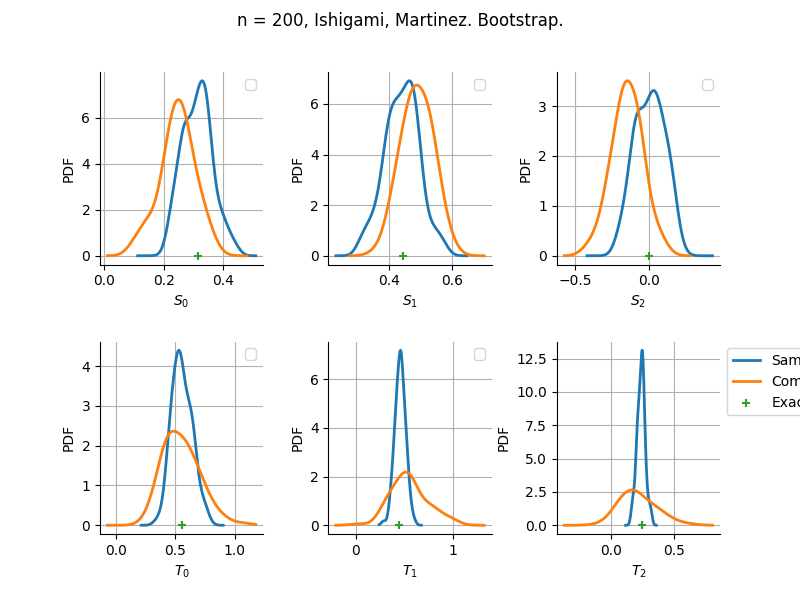 n = 200, Ishigami, Martinez. Bootstrap.
PDF
6
4
2
0
0.0 0.2 0.4
S₀
PDF
6
4
2
0
0.4 0.6
S₁
PDF
3
2
1
0
−0.5 0.0
S₂
PDF
4
3
2
1
0
0.0 0.5 1.0
T₀
PDF
6
4
2
0
0 1
T₁
PDF
12.5
10.0
7.5
5.0
2.5
0.0
0.0 0.5
T₂
Sam
Com
Exac